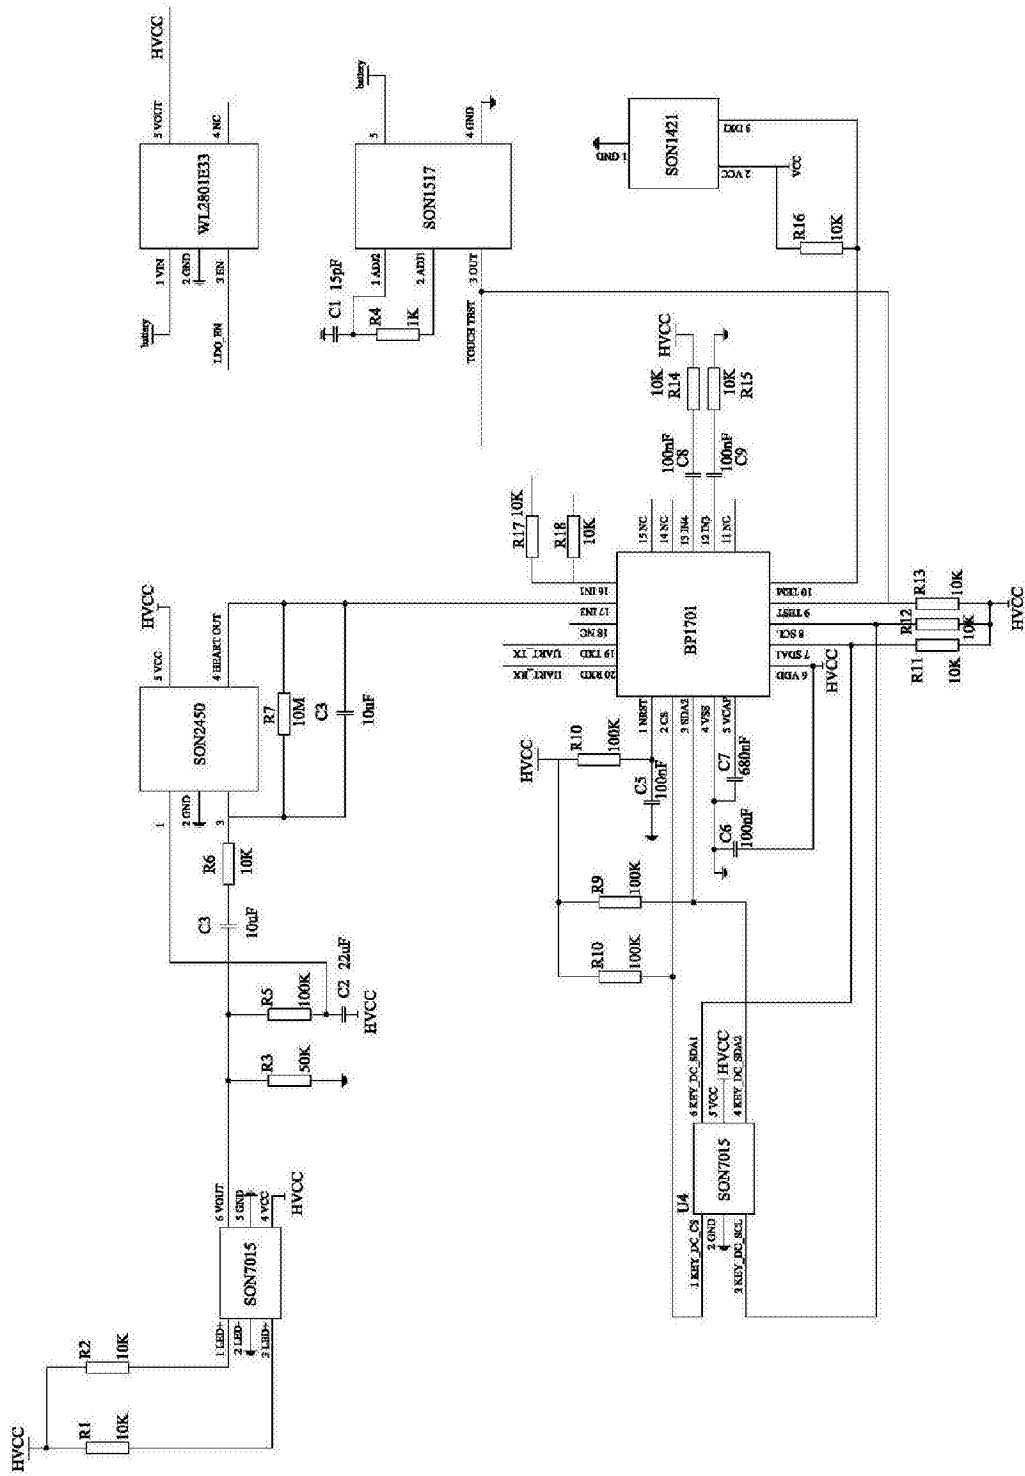 HVCC
R1
10K
R2
10K
1 LED+
2 LED-
3 LED+
SON7015
6 VOUT
5 GND
4 VCC
HVCC
R3
50K
R5
100K
C2
22uF
HVCC
C3
10uF
R6
10K
1
2 GND
3
SON2450
5 VCC
HVCC
4 HEART OUT
R7
10M
C3
10uF
battery
LDO_EN
1 VIN
2 GND
3 EN
WL2801E33
5 VOUT
4 NC
HVCC
C1
15pF
R4
1K
TOUCH TEST
1 ADJ2
2 ADJ1
3 OUT
SON1517
5
4 GND
battery
U4
1 KEY_DC_CS
2 GND
3 KEY_DC_SCL
SON7015
6 KEY_DC_SDA1
5 VCC
4 KEY_DC_SDA2
HVCC
R10
100K
R9
100K
HVCC
R10
100K
C5
100nF
C6
100nF
C7
680nF
1 NRST
2 CS
3 SDA2
4 VSS
5 VCAP
BP1701
20 RXD
19 TXD
18 NC
17 IN2
16 IN1
UART_RX
UART_TX
6 VDD
7 SDA1
8 SCL
9 TEST
10 TEM
HVCC
15 NC
14 NC
13 IN4
12 IN3
11 NC
R17
10K
R18
10K
100nF
C8
100nF
C9
10K
R14
10K
R15
HVCC
R11
10K
R12
10K
R13
10K
HVCC
R16
10K
VCC
SON1421
1 GND
2 VCC